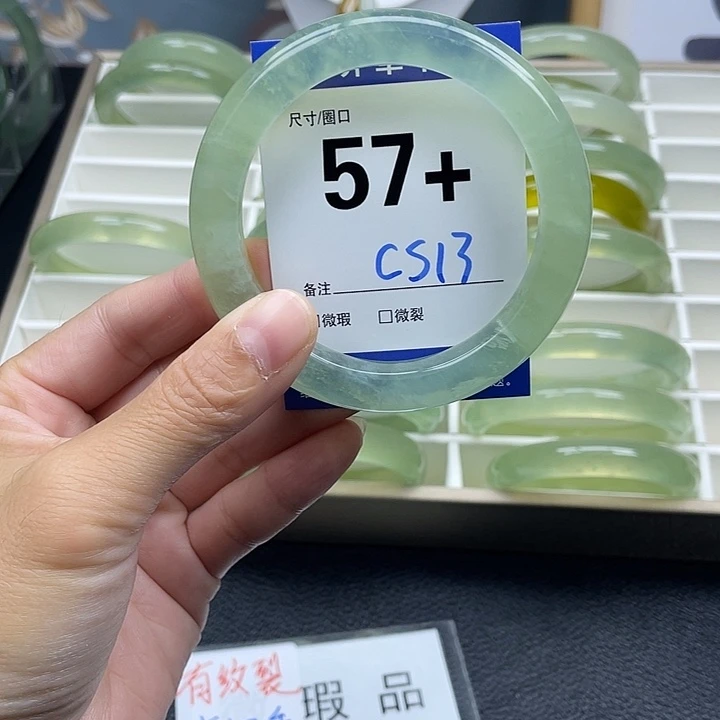 尺寸/圈口
57+
CS13
备注
微瑕 □微裂
有纹裂
瑕 品